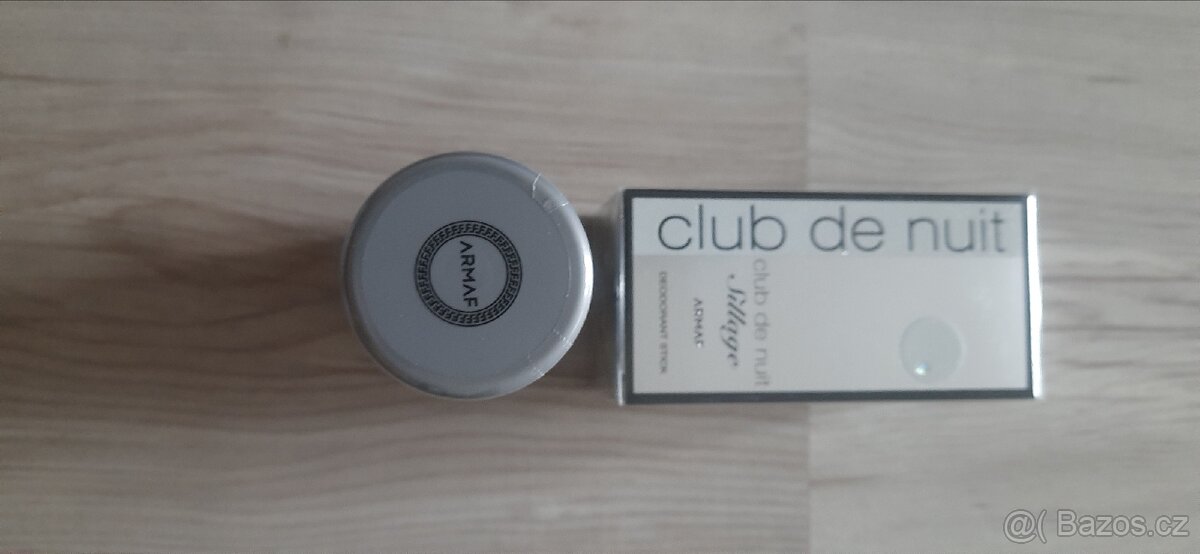 ARMAF
club de nuit
club de nuit
Sillage
ARMAF
DEODORANT STICK
@( Bazos.cz